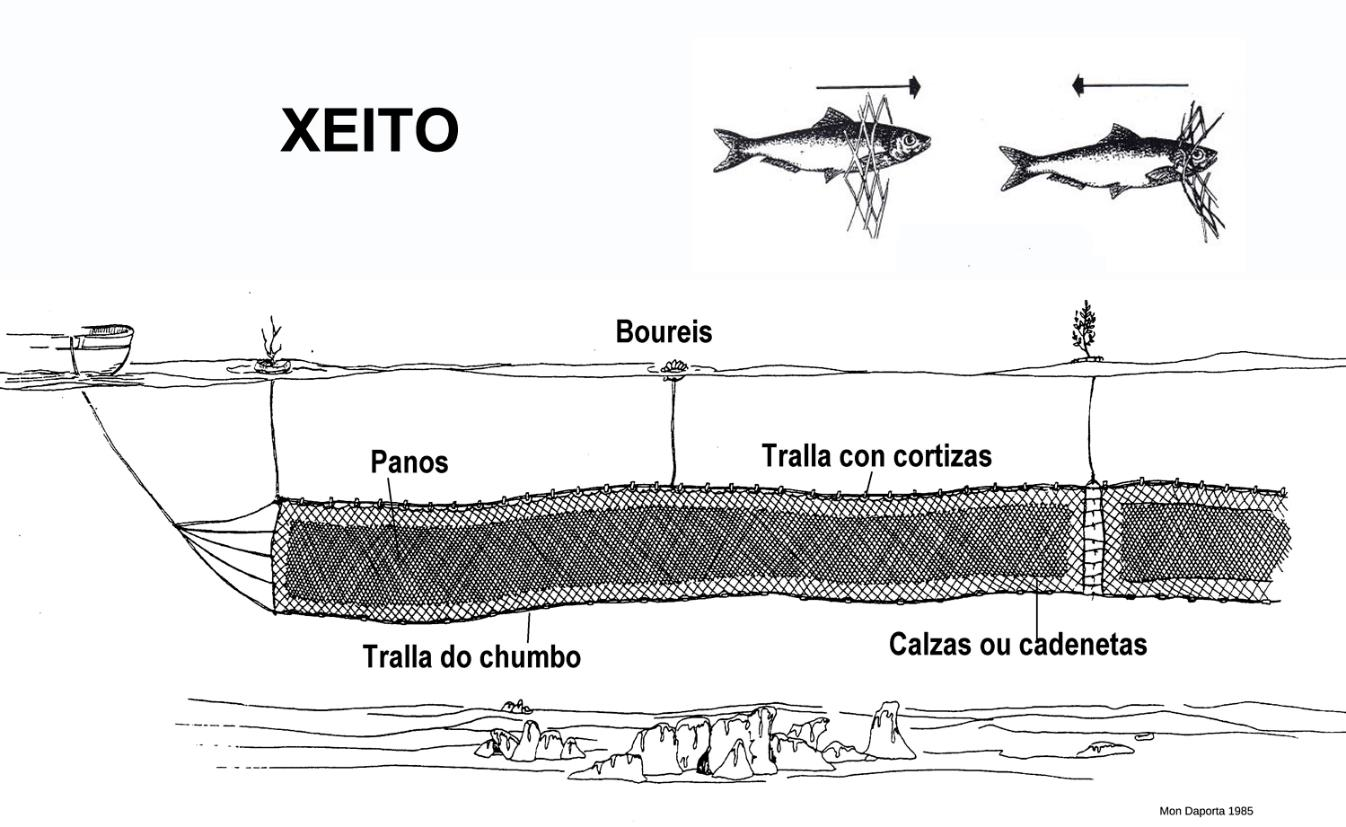 XEITO
Boureis
Panos
Tralla con cortizas
Tralla do chumbo
Calzas ou cadenetas
Mon Daporta 1985